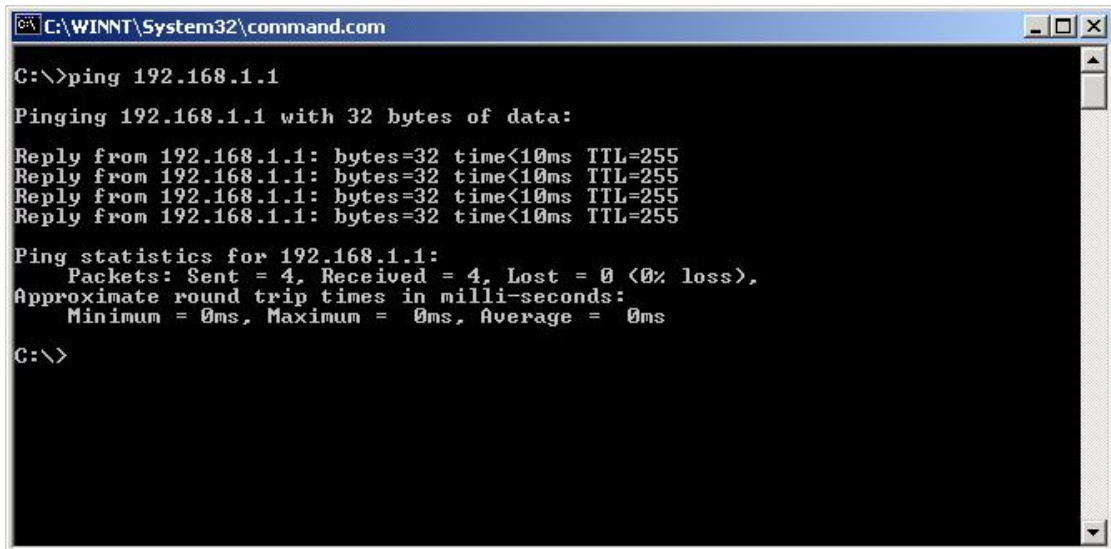 C:\WINNT\System32\command.com
C:\>ping 192.168.1.1
Pinging 192.168.1.1 with 32 bytes of data:
Reply from 192.168.1.1: bytes=32 time<10ms TTL=255
Reply from 192.168.1.1: bytes=32 time<10ms TTL=255
Reply from 192.168.1.1: bytes=32 time<10ms TTL=255
Reply from 192.168.1.1: bytes=32 time<10ms TTL=255
Ping statistics for 192.168.1.1:
    Packets: Sent = 4, Received = 4, Lost = 0 (0% loss),
Approximate round trip times in milli-seconds:
    Minimum = 0ms, Maximum =  0ms, Average =  0ms
C:\>